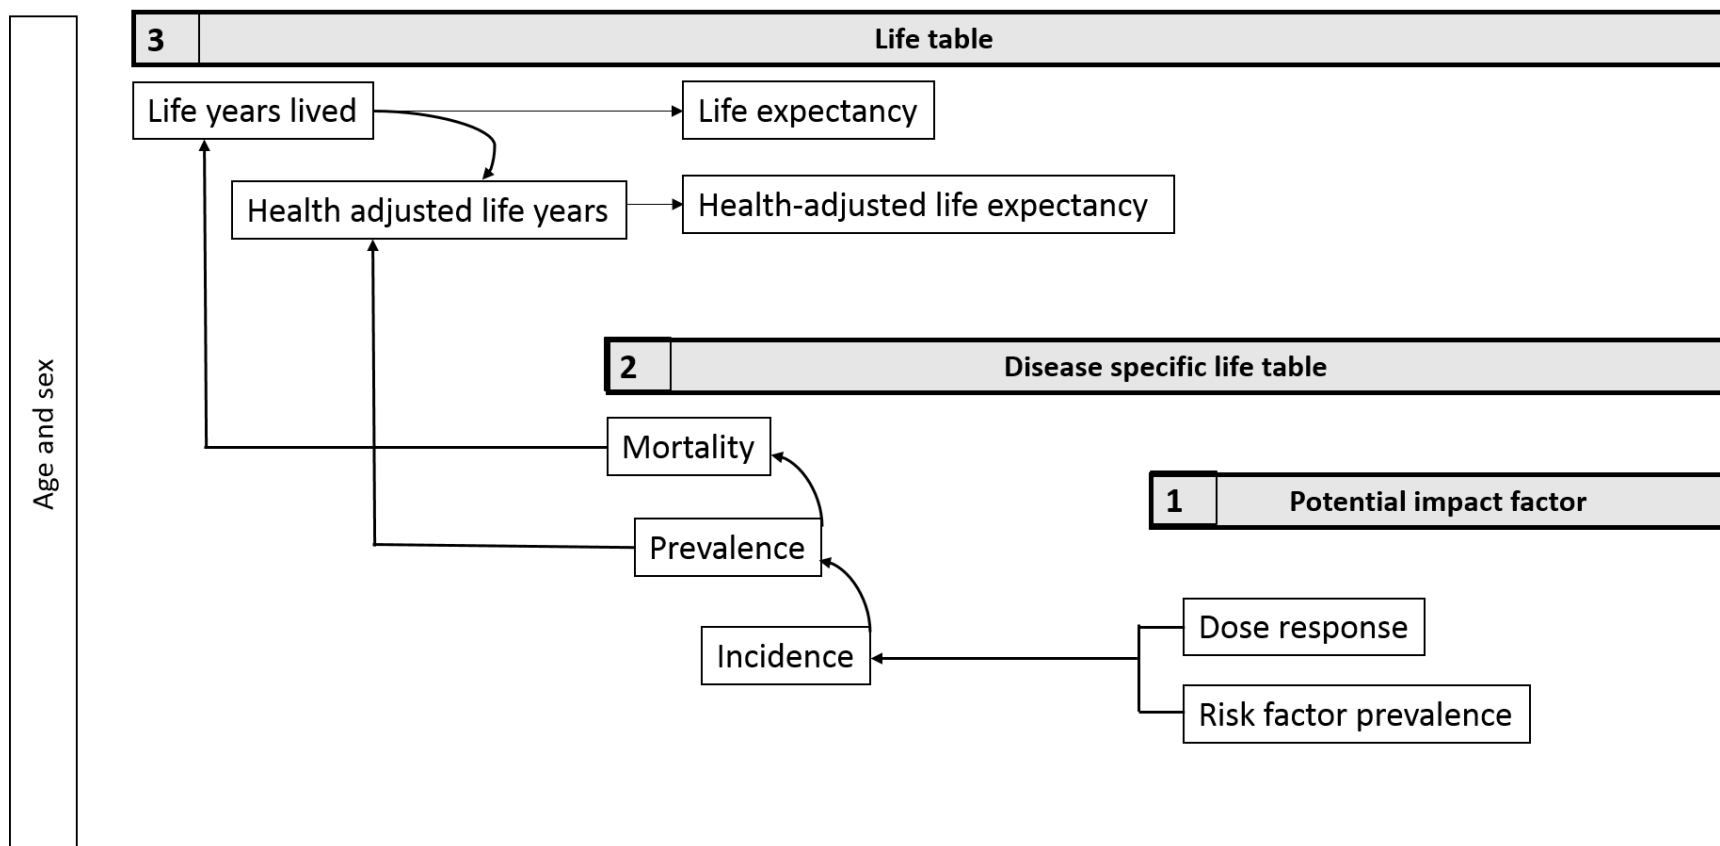 3 Life table
Life years lived
Life expectancy
Health adjusted life years
Health-adjusted life expectancy
2 Disease specific life table
Mortality
1 Potential impact factor
Prevalence
Dose response
Incidence
Risk factor prevalence
Age and sex